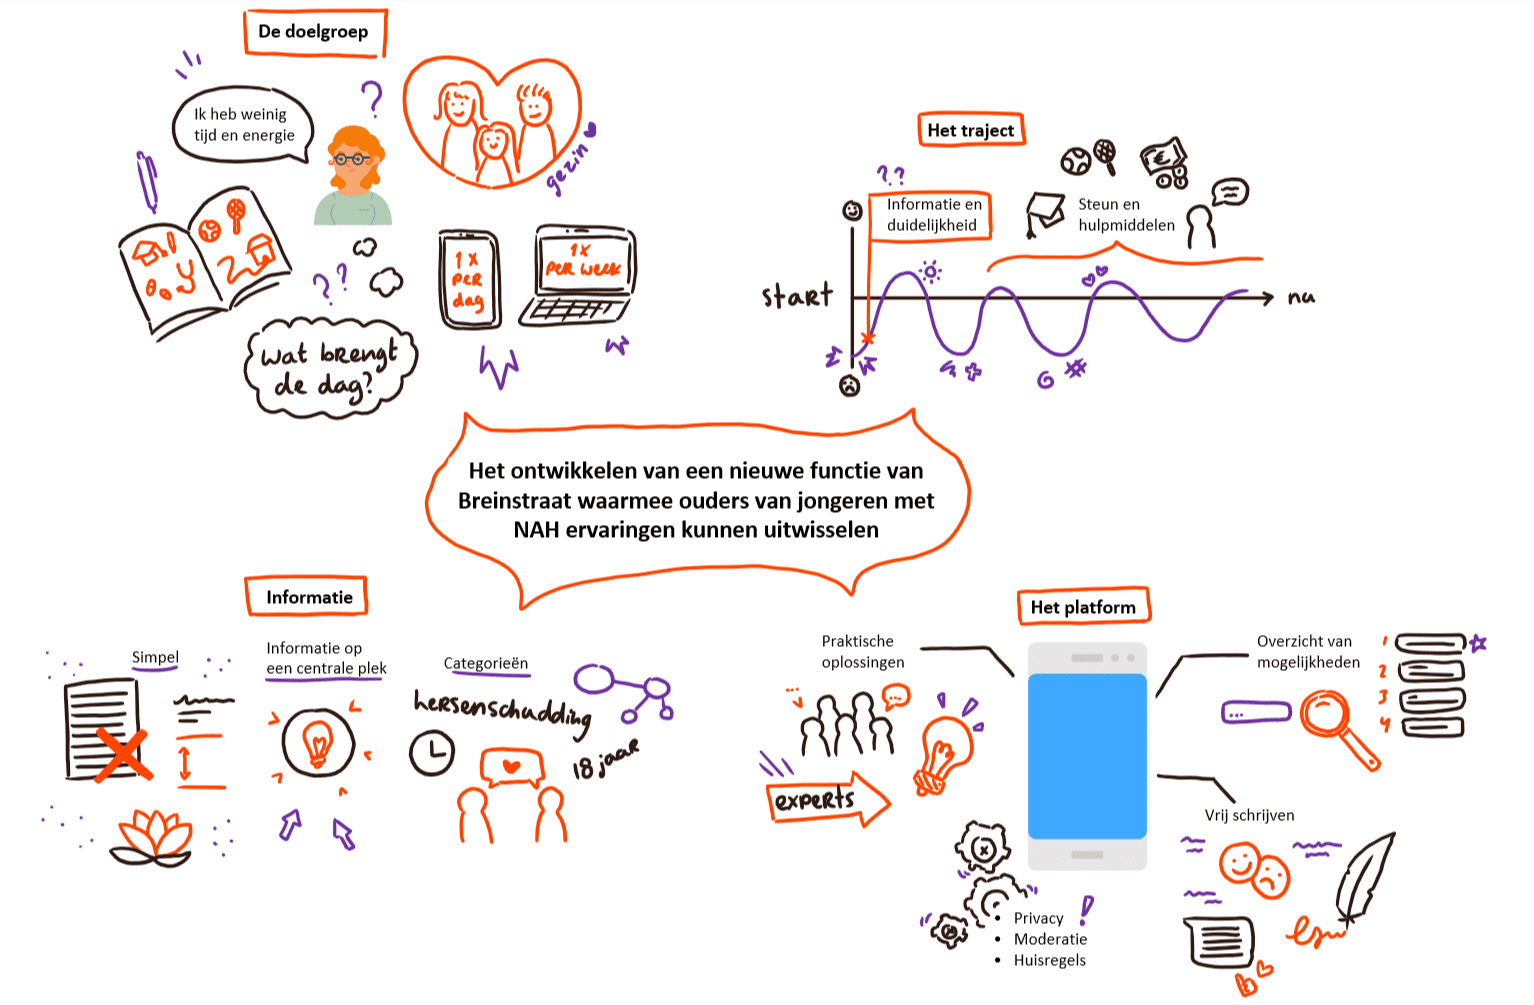 De doelgroep
Ik heb weinig
tijd en energie
gezin
1x
per
dag
1x
per week
Wat brengt
de dag?
Het traject
Informatie en
duidelijkheid
Steun en
hulpmiddelen
start
nu
Het ontwikkelen van een nieuwe functie van
Breinstraat waarmee ouders van jongeren met
NAH ervaringen kunnen uitwisselen
Informatie
Simpel
Informatie op
een centrale plek
Categorieën
hersenschudding
18 jaar
Het platform
Praktische
oplossingen
experts
Overzicht van
mogelijkheden
1
2
3
4
Vrij schrijven
• Privacy
• Moderatie
• Huisregels